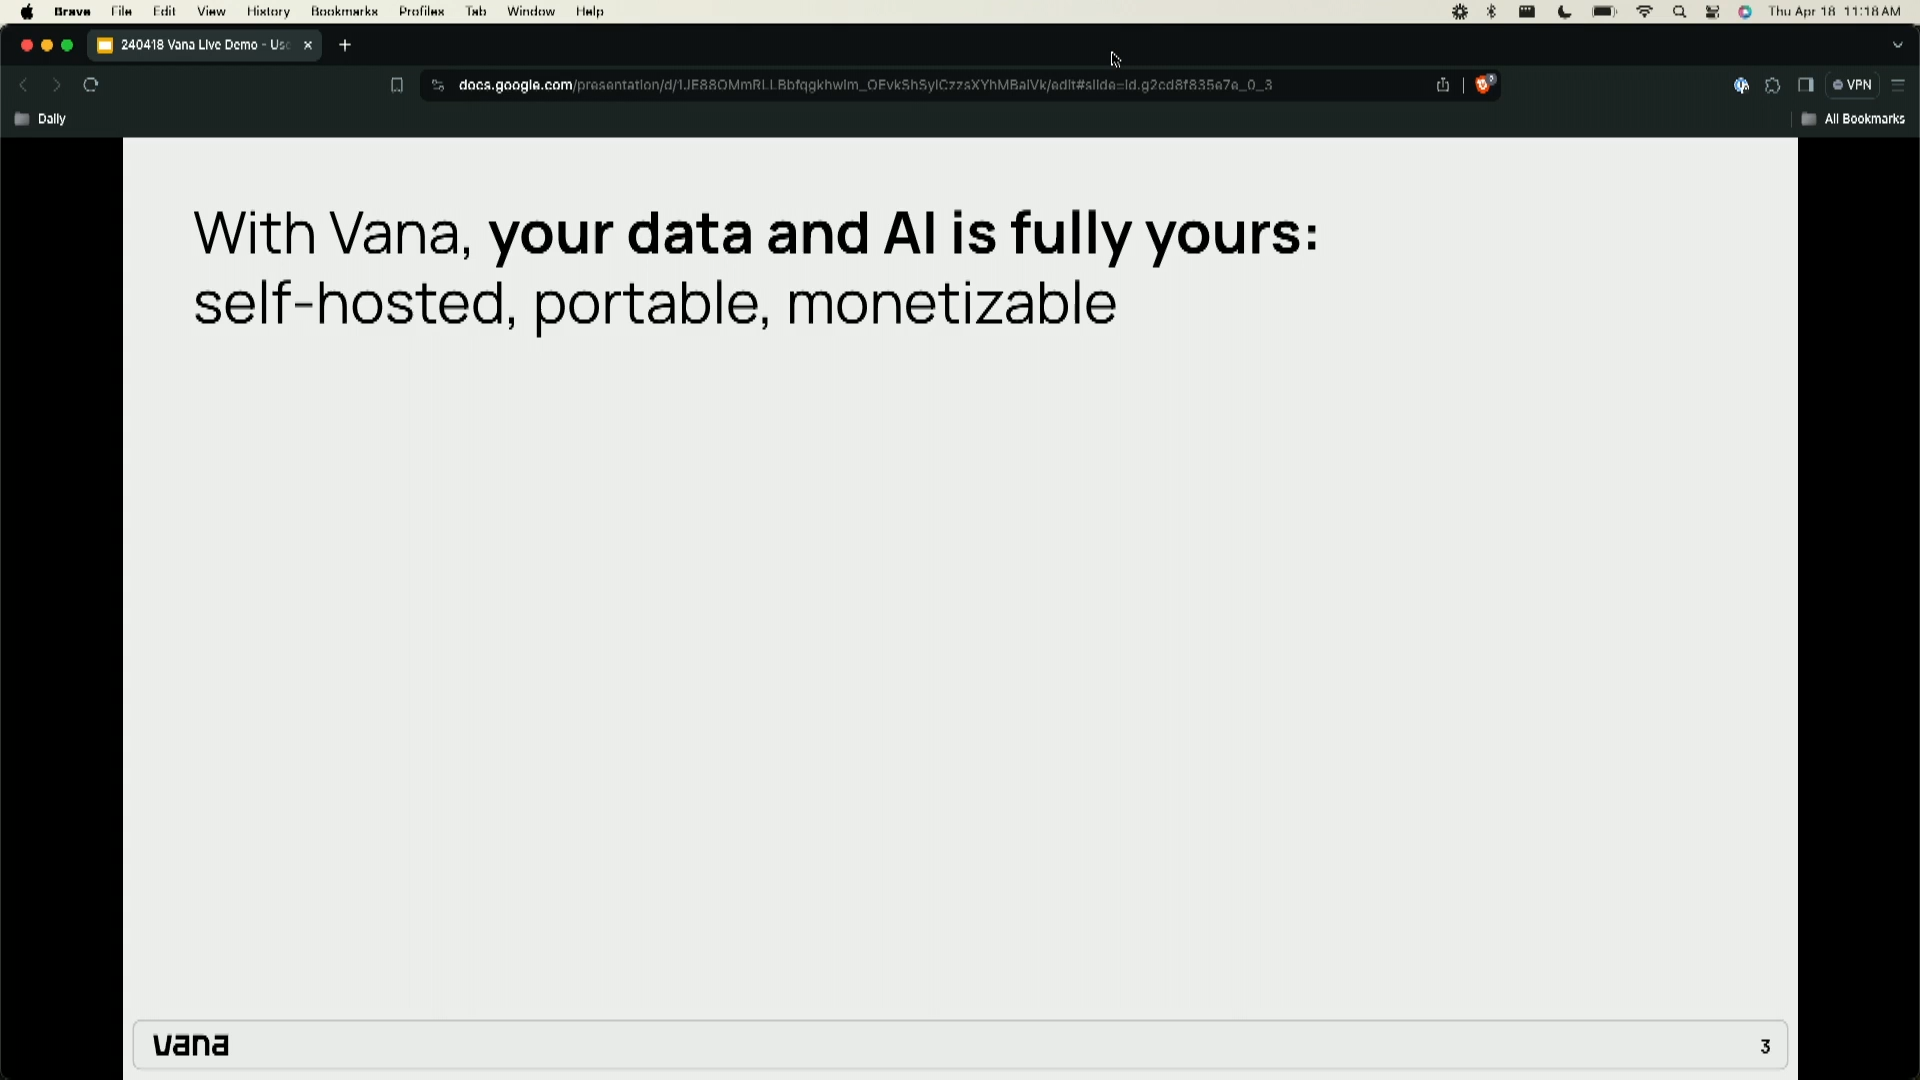 Brave File Edit View History Bookmarks Profiles Tab Window Help Thu Apr 18 11:18 AM
240418 Vana Live Demo - Use
VPN
Daily
All Bookmarks
With Vana, your data and AI is fully yours:
self-hosted, portable, monetizable
vana
3